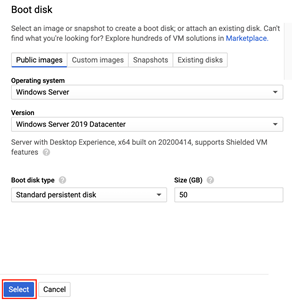 Boot disk
Select an image or snapshot to create a boot disk; or attach an existing disk. Can't
find what you're looking for? Explore hundreds of VM solutions in Marketplace.
Public images Custom images Snapshots Existing disks
Operating system
Windows Server
Version
Windows Server 2019 Datacenter
Server with Desktop Experience, x64 built on 20200414, supports Shielded VM
features ?
Boot disk type ? Size (GB) ?
Standard persistent disk 50
Select Cancel